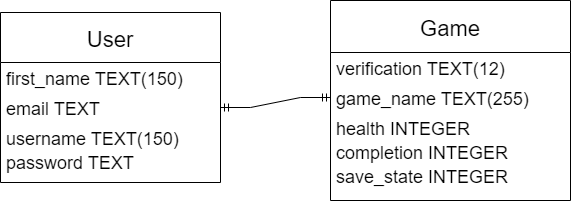 User
first_name TEXT(150)
email TEXT
username TEXT(150)
password TEXT
Game
verification TEXT(12)
game_name TEXT(255)
health INTEGER
completion INTEGER
save_state INTEGER